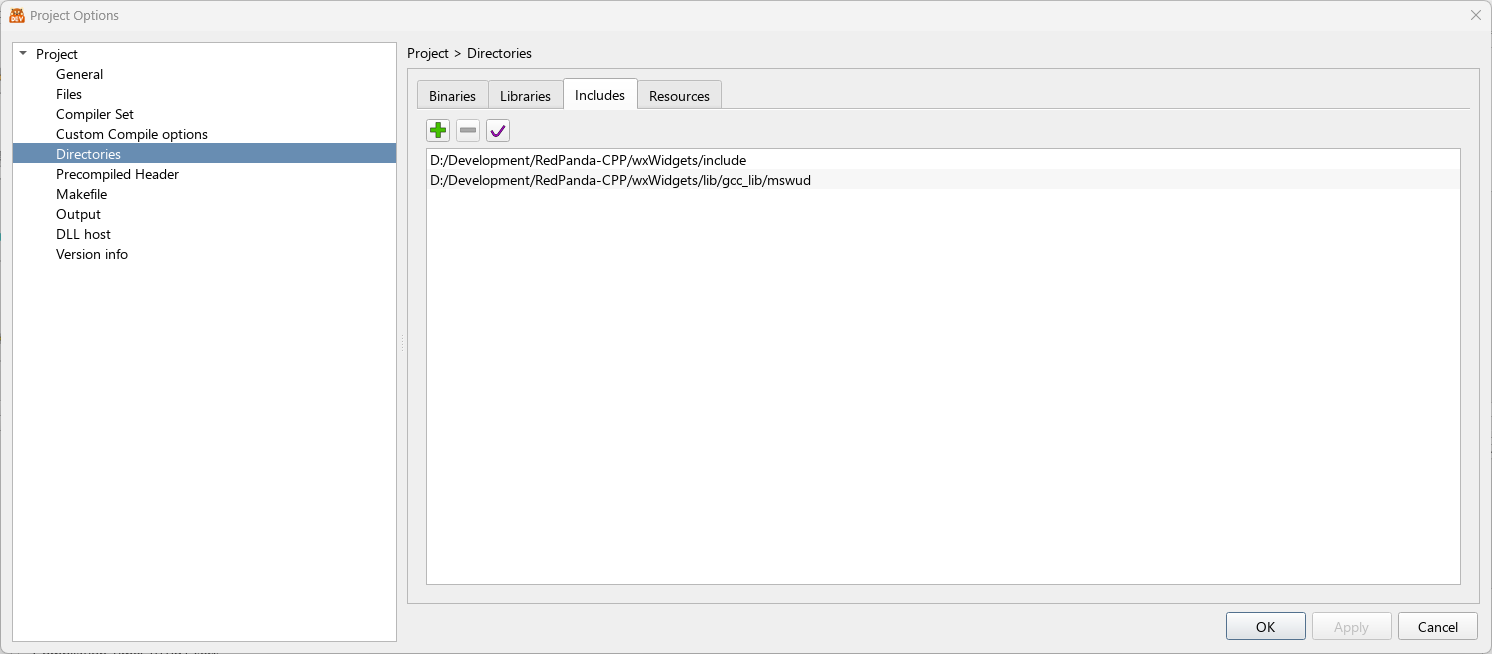 Project Options
Project
General
Files
Compiler Set
Custom Compile options
Directories
Precompiled Header
Makefile
Output
DLL host
Version info
Project > Directories
Binaries
Libraries
Includes
Resources
D:/Development/RedPanda-CPP/wxWidgets/include
D:/Development/RedPanda-CPP/wxWidgets/lib/gcc_lib/mswud
OK
Apply
Cancel